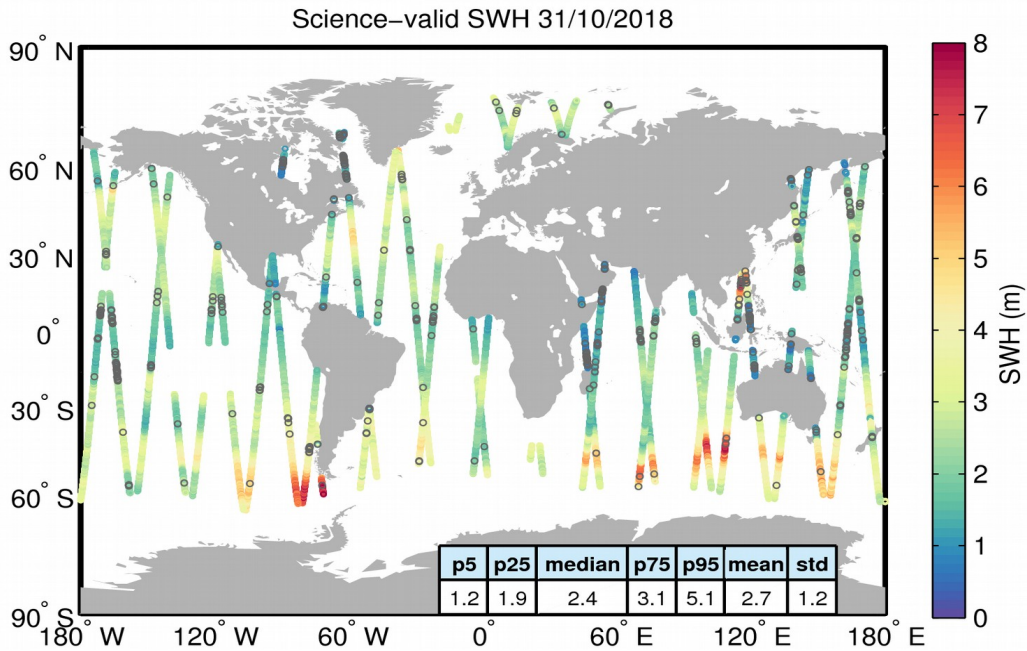 Science−valid SWH 31/10/2018
90° N
60° N
30° N
0°
30° S
60° S
90° S
180° W
120° W
60° W
0°
60° E
120° E
180° E
p5 p25 median p75 p95 mean std
1.2 1.9 2.4 3.1 5.1 2.7 1.2
8
7
6
5
4
3
2
1
0
SWH (m)